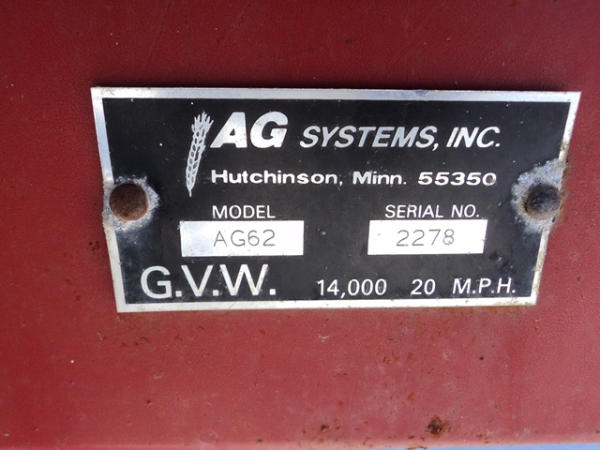 AG SYSTEMS, INC.
Hutchinson, Minn. 55350
MODEL SERIAL NO.
AG62 2278
G.V.W. 14,000 20 M.P.H.